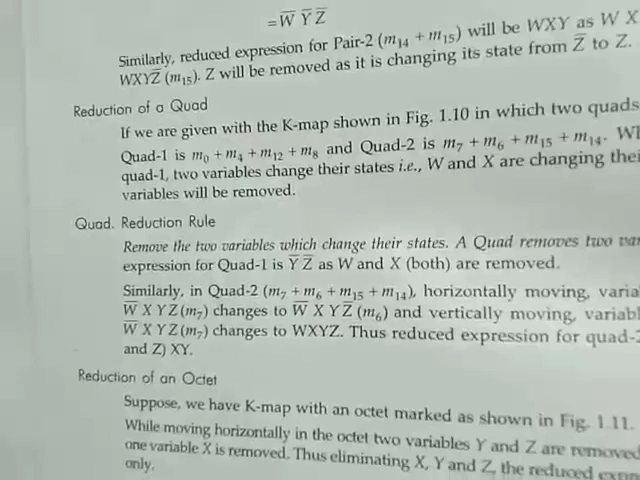 = W̅ Y̅ Z̅
Similarly, reduced expression for Pair-2 (m₁₄ + m₁₅) will be WXY as W X
WXYZ̅ (m₁₅). Z will be removed as it is changing its state from Z̅ to Z.
Reduction of a Quad
If we are given with the K-map shown in Fig. 1.10 in which two quads
Quad-1 is m₀ + m₄ + m₁₂ + m₈ and Quad-2 is m₇ + m₆ + m₁₅ + m₁₄.
quad-1, two variables change their states i.e., W and X are changing thei
variables will be removed.
Quad. Reduction Rule
Remove the two variables which change their states. A Quad removes two var
expression for Quad-1 is Y̅ Z̅ as W and X (both) are removed.
Similarly, in Quad-2 (m₇ + m₆ + m₁₅ + m₁₄), horizontally moving, varia
W̅ X Y Z (m₇) changes to W̅ X Y Z̅ (m₆) and vertically moving, variabl
W̅ X Y Z (m₇) changes to WXYZ. Thus reduced expression for quad-2
and Z) XY.
Reduction of an Octet
Suppose, we have K-map with an octet marked as shown in Fig. 1.11.
While moving horizontally in the octet two variables Y and Z are removed
one variable X is removed. Thus eliminating X, Y and Z, the reduced
only.